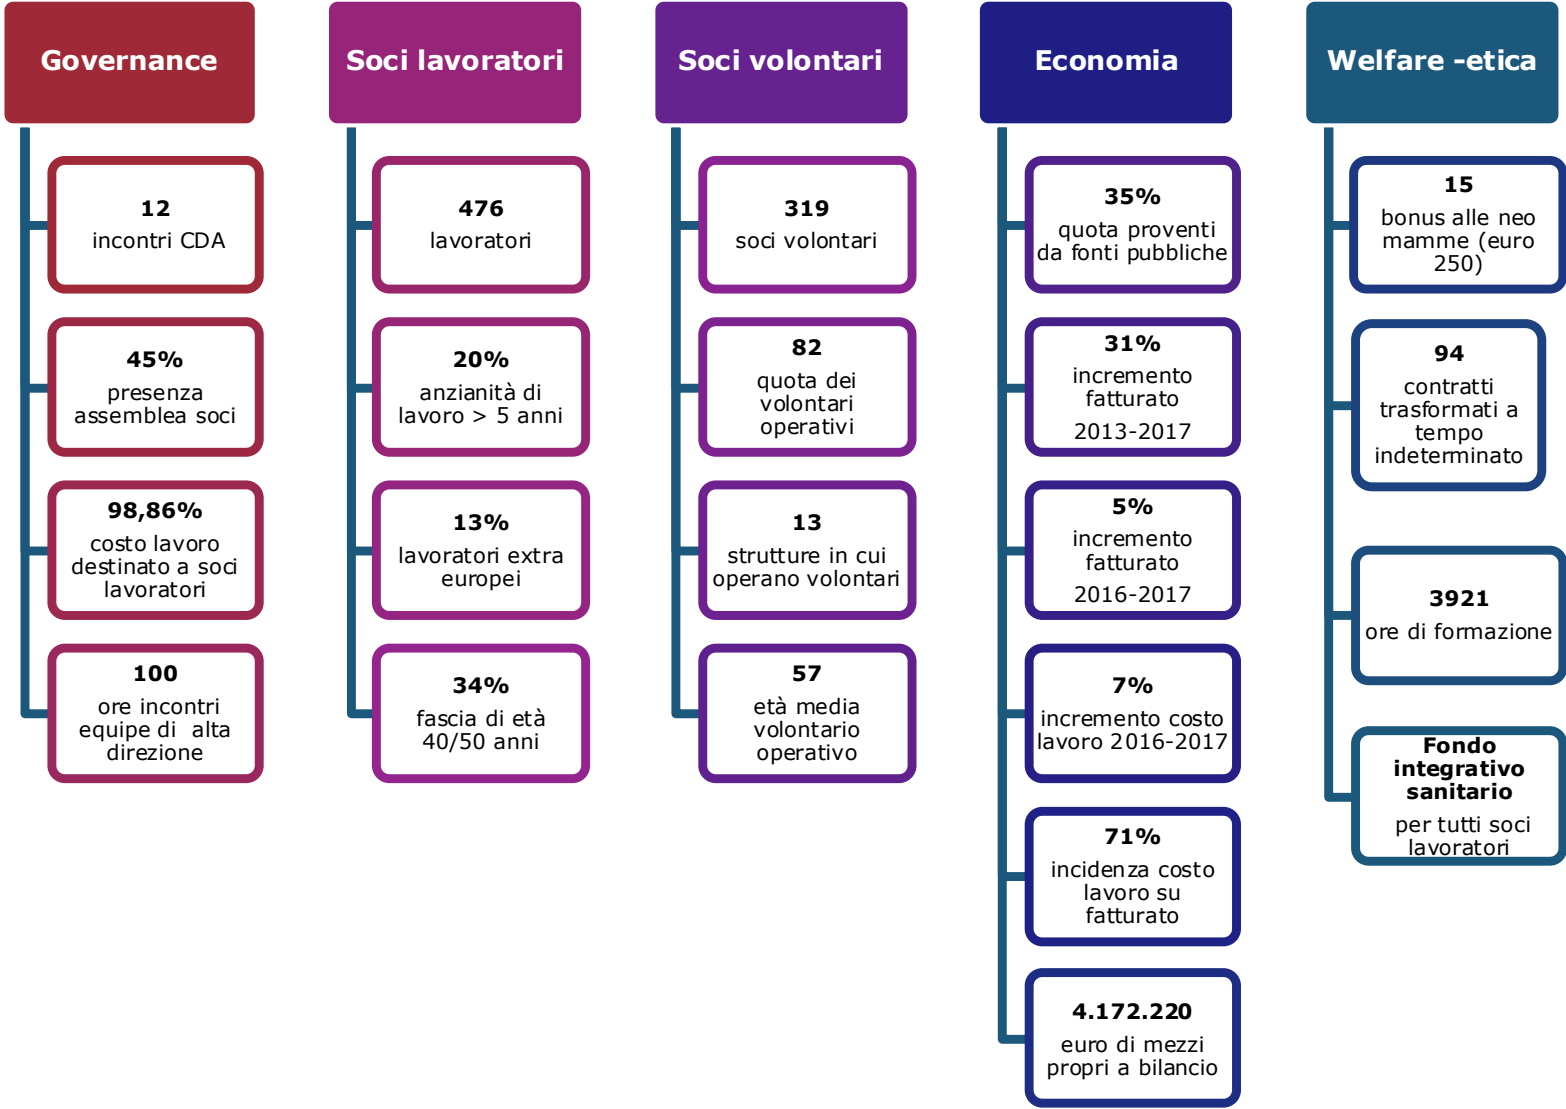 Governance
12
incontri CDA
45%
presenza
assemblea soci
98,86%
costo lavoro
destinato a soci
lavoratori
100
ore incontri
equipe di alta
direzione
Soci lavoratori
476
lavoratori
20%
anzianità di
lavoro > 5 anni
13%
lavoratori extra
europei
34%
fascia di età
40/50 anni
Soci volontari
319
soci volontari
82
quota dei
volontari
operativi
13
strutture in cui
operano volontari
57
età media
volontario
operativo
Economia
35%
quota proventi
da fonti pubbliche
31%
incremento
fatturato
2013-2017
5%
incremento
fatturato
2016-2017
7%
incremento costo
lavoro 2016-2017
71%
incidenza costo
lavoro su
fatturato
4.172.220
euro di mezzi
propri a bilancio
Welfare -etica
15
bonus alle neo
mamme (euro
250)
94
contratti
trasformati a
tempo
indeterminato
3921
ore di formazione
Fondo
integrativo
sanitario
per tutti soci
lavoratori